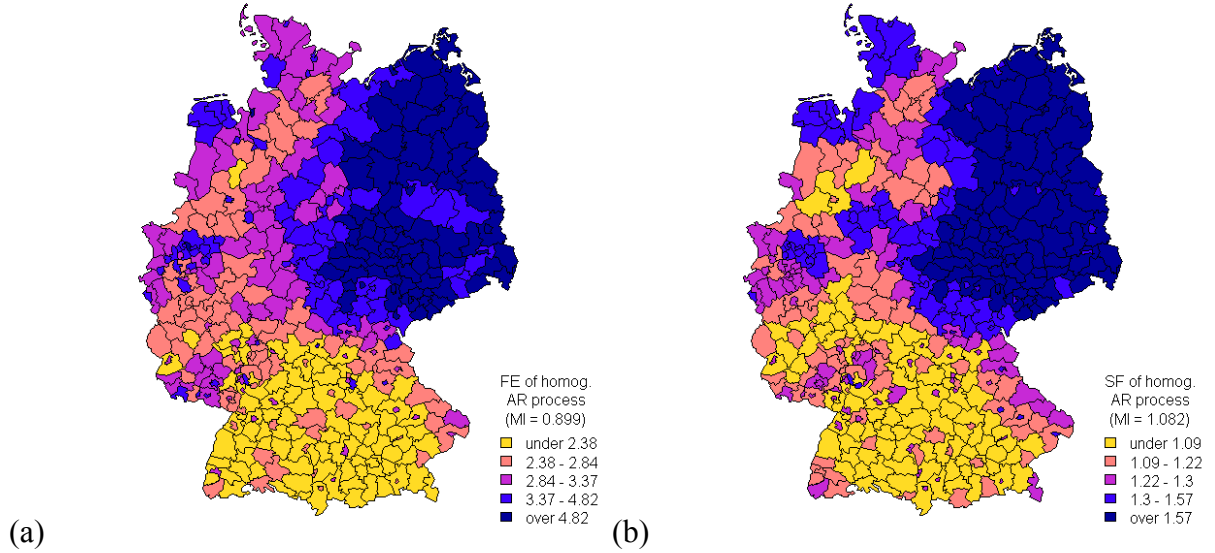 FE of homog.
AR process
(MI = 0.899)
under 2.38
2.38 - 2.84
2.84 - 3.37
3.37 - 4.82
over 4.82
(a)
SF of homog.
AR process
(MI = 1.082)
under 1.09
1.09 - 1.22
1.22 - 1.3
1.3 - 1.57
over 1.57
(b)